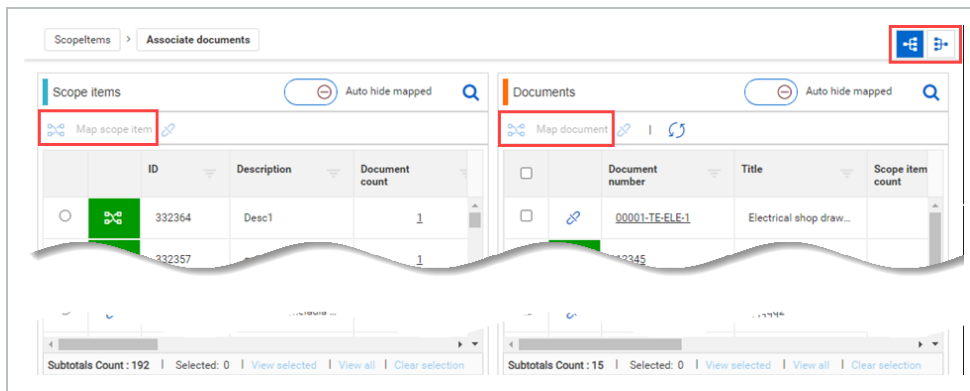 ScopeItems > Associate documents
Scope items Auto hide mapped
Map scope item
ID Description Document count
332364 Desc1 1
332357 1
Subtotals Count : 192 | Selected: 0 | View selected | View all | Clear selection
Documents Auto hide mapped
Map document |
Document number Title Scope item count
00001-TE-ELE-1 Electrical shop draw...
Subtotals Count : 15 | Selected: 0 | View selected | View all | Clear selection